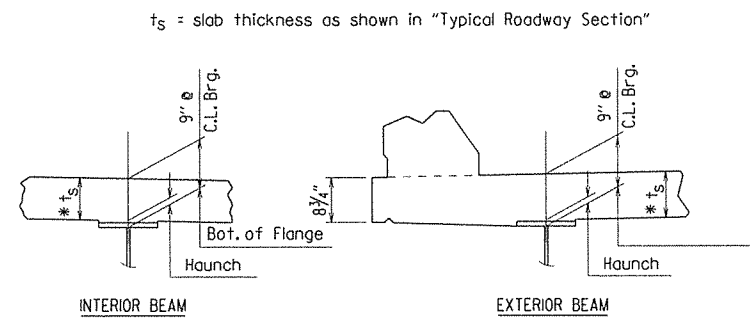 ts = slab thickness as shown in "Typical Roadway Section"
9" @
C.L. Brg.
* ts
Bot. of Flange
Haunch
INTERIOR BEAM
9" @
C.L. Brg.
8¾"
* ts
Haunch
EXTERIOR BEAM